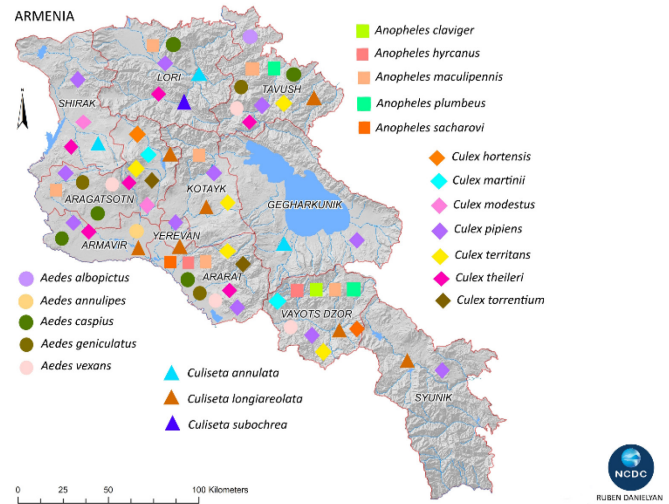 ARMENIA
LORI
TAVUSH
SHIRAK
KOTAYK
GEGHARKUNIK
ARAGATSOTN
YEREVAN
ARMAVIR
ARARAT
VAYOTS DZOR
SYUNIK
Anopheles claviger
Anopheles hyrcanus
Anopheles maculipennis
Anopheles plumbeus
Anopheles sacharovi
Culex hortensis
Culex martinii
Culex modestus
Culex pipiens
Culex territans
Culex theileri
Culex torrentium
Aedes albopictus
Aedes annulipes
Aedes caspius
Aedes geniculatus
Aedes vexans
Culiseta annulata
Culiseta longiareolata
Culiseta subochrea
0 25 50 100 Kilometers
NCDC
RUBEN DANIELYAN